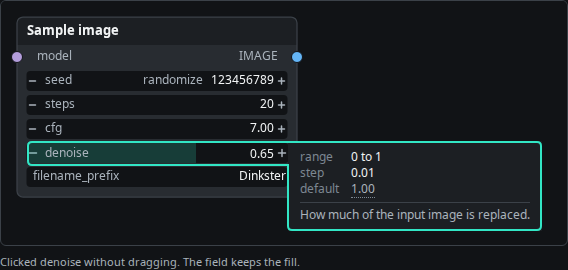 Sample image
model IMAGE
− seed randomize 123456789 +
− steps 20 +
− cfg 7.00 +
− denoise 0.65 +
range 0 to 1
step 0.01
default 1.00
How much of the input image is replaced.
filename_prefix Dinkster
Clicked denoise without dragging. The field keeps the fill.